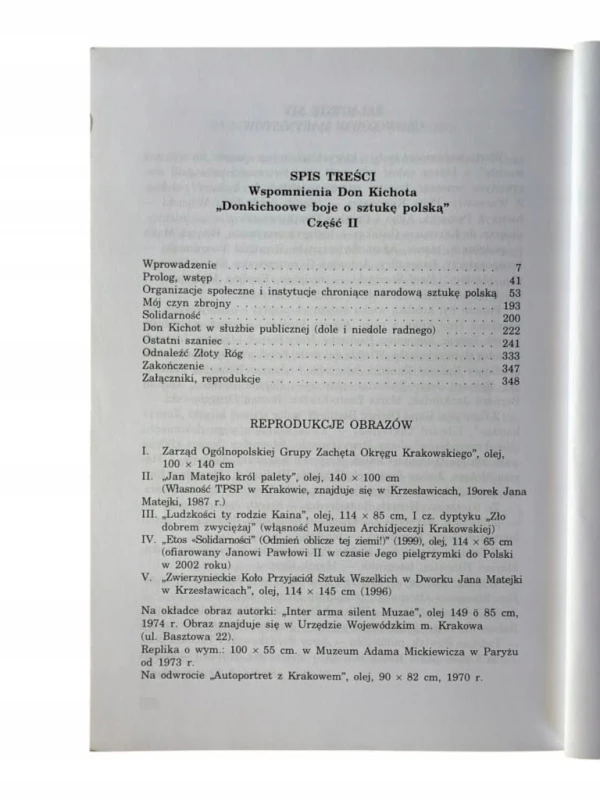 SPIS TREŚCI
Wspomnienia Don Kichota
„Donkichoowe boje o sztukę polską”
Część II
Wprowadzenie . . . . . . . . . . . . . . . . . . . . . . . . . . . . . . 7
Prolog, wstęp . . . . . . . . . . . . . . . . . . . . . . . . . . . . . . 41
Organizacje społeczne i instytucje chroniące narodową sztukę polską 53
Mój czyn zbrojny . . . . . . . . . . . . . . . . . . . . . . . . . . . . 193
Solidarność . . . . . . . . . . . . . . . . . . . . . . . . . . . . . . 200
Don Kichot w służbie publicznej (dole i niedole radnego) . . . . . . 222
Ostatni szaniec . . . . . . . . . . . . . . . . . . . . . . . . . . . . 241
Odnaleźć Złoty Róg . . . . . . . . . . . . . . . . . . . . . . . . . . 333
Zakończenie . . . . . . . . . . . . . . . . . . . . . . . . . . . . . . 347
Załączniki, reprodukcje . . . . . . . . . . . . . . . . . . . . . . . . 348
REPRODUKCJE OBRAZÓW
I. Zarząd Ogólnopolskiej Grupy Zachęta Okręgu Krakowskiego”, olej,
100 × 140 cm
II. „Jan Matejko król palety”, olej, 140 × 100 cm
(Własność TPSP w Krakowie, znajduje się w Krzesławicach, 19orek Jana
Matejki, 1987 r.)
III. „Ludzkości ty rodzie Kaina”, olej, 114 × 85 cm, I cz. dyptyku „Zło
dobrem zwyciężaj” (własność Muzeum Archidjecezji Krakowskiej)
IV. „Etos «Solidarności” (Odmień oblicze tej ziemi!)” (1999), olej, 114 × 65 cm
(ofiarowany Janowi Pawłowi II w czasie Jego pielgrzymki do Polski
w 2002 roku)
V. „Zwierzynieckie Koło Przyjaciół Sztuk Wszelkich w Dworku Jana Matejki
w Krzesławicach”, olej, 114 × 145 cm (1996)
Na okładce obraz autorki: „Inter arma silent Muzae”, olej 149 ö 85 cm,
1974 r. Obraz znajduje się w Urzędzie Wojewódzkim m. Krakowa
(ul. Basztowa 22).
Replika o wym.: 100 × 55 cm. w Muzeum Adama Mickiewicza w Paryżu
od 1973 r.
Na odwrocie „Autoportret z Krakowem”, olej, 90 × 82 cm, 1970 r.